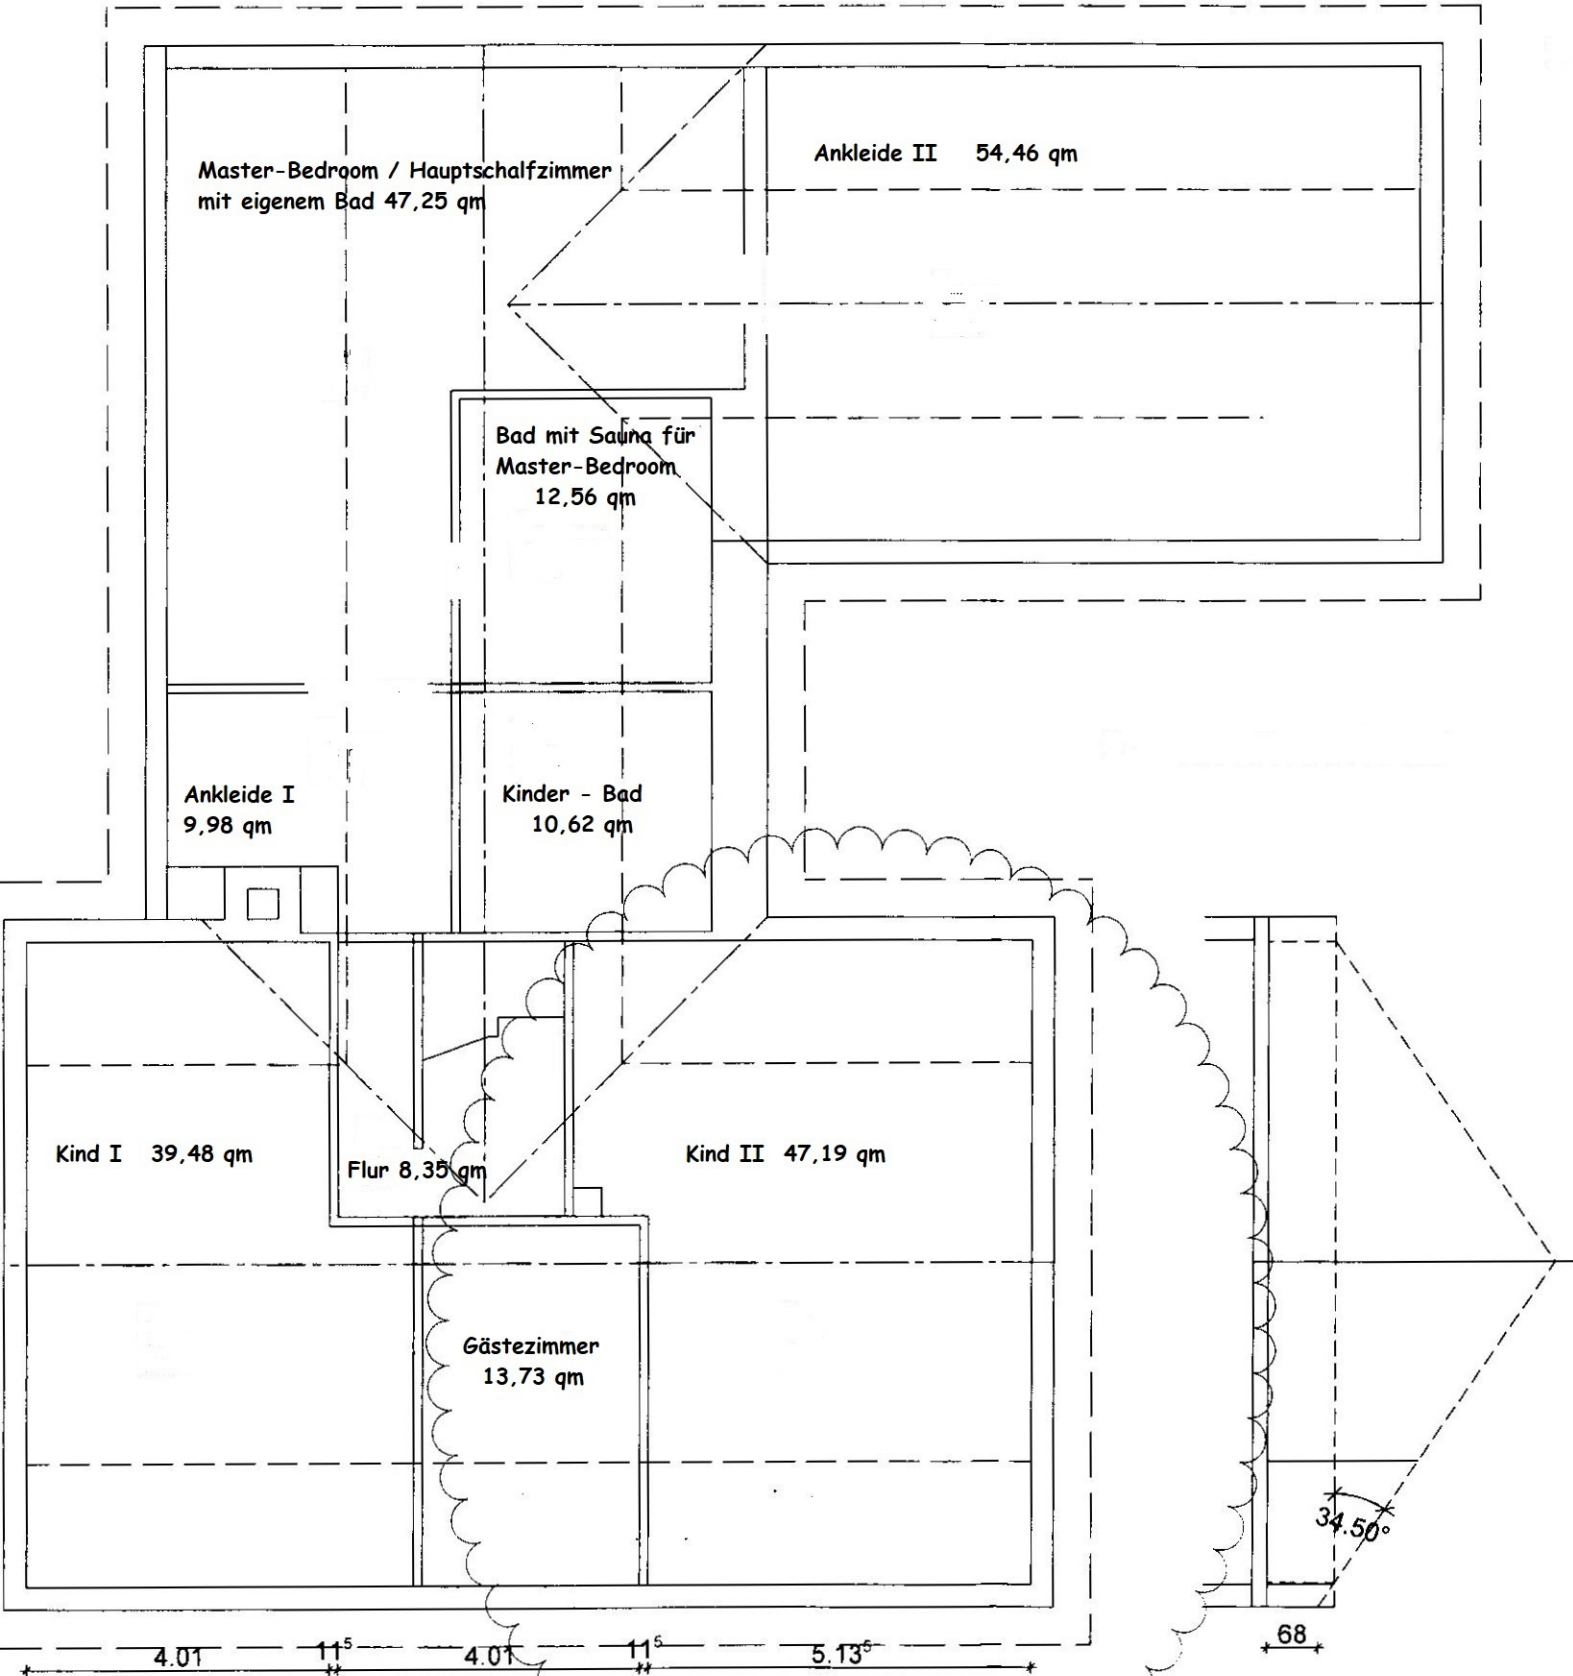 Master-Bedroom / Hauptschalfzimmer
mit eigenem Bad 47,25 qm
Ankleide II 54,46 qm
Bad mit Sauna für
Master-Bedroom
12,56 qm
Ankleide I
9,98 qm
Kinder - Bad
10,62 qm
Kind I 39,48 qm
Flur 8,35 qm
Kind II 47,19 qm
Gästezimmer
13,73 qm
34.50°
68
4.01 11⁵ 4.01 11⁵ 5.13⁵